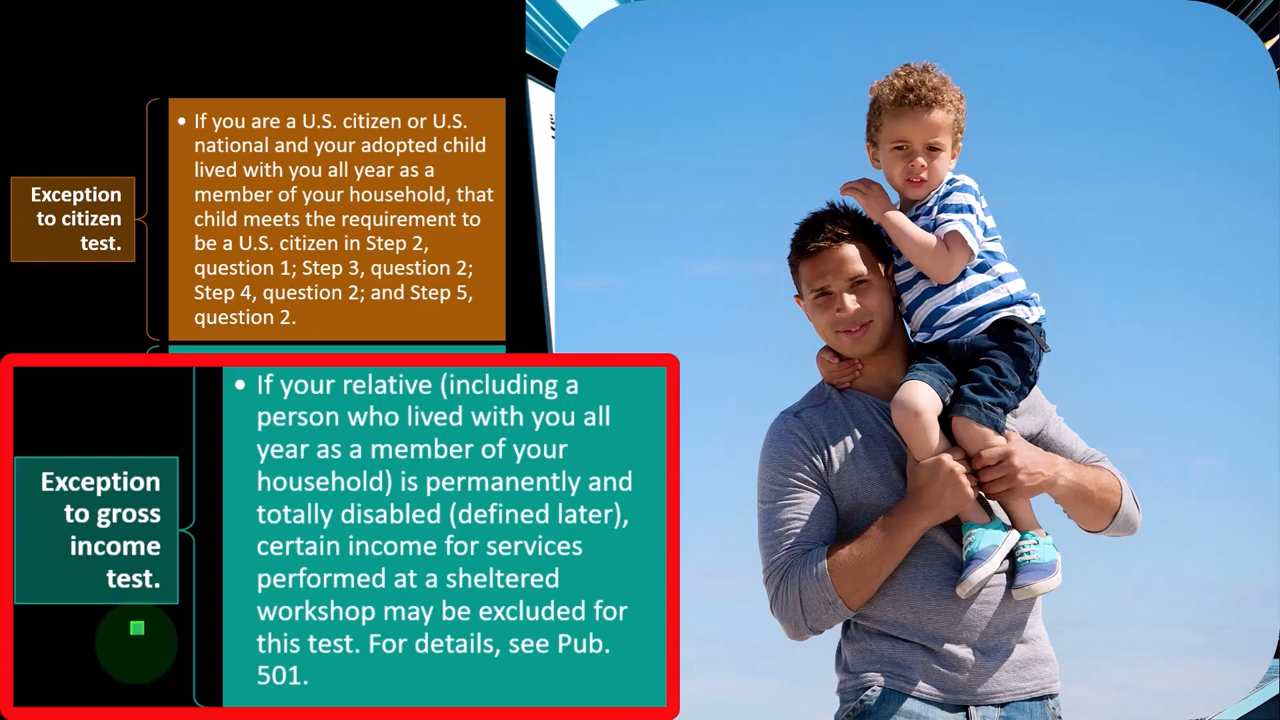 Exception
to citizen
test.
• If you are a U.S. citizen or U.S.
national and your adopted child
lived with you all year as a
member of your household, that
child meets the requirement to
be a U.S. citizen in Step 2,
question 1; Step 3, question 2;
Step 4, question 2; and Step 5,
question 2.
Exception
to gross
income
test.
• If your relative (including a
person who lived with you all
year as a member of your
household) is permanently and
totally disabled (defined later),
certain income for services
performed at a sheltered
workshop may be excluded for
this test. For details, see Pub.
501.